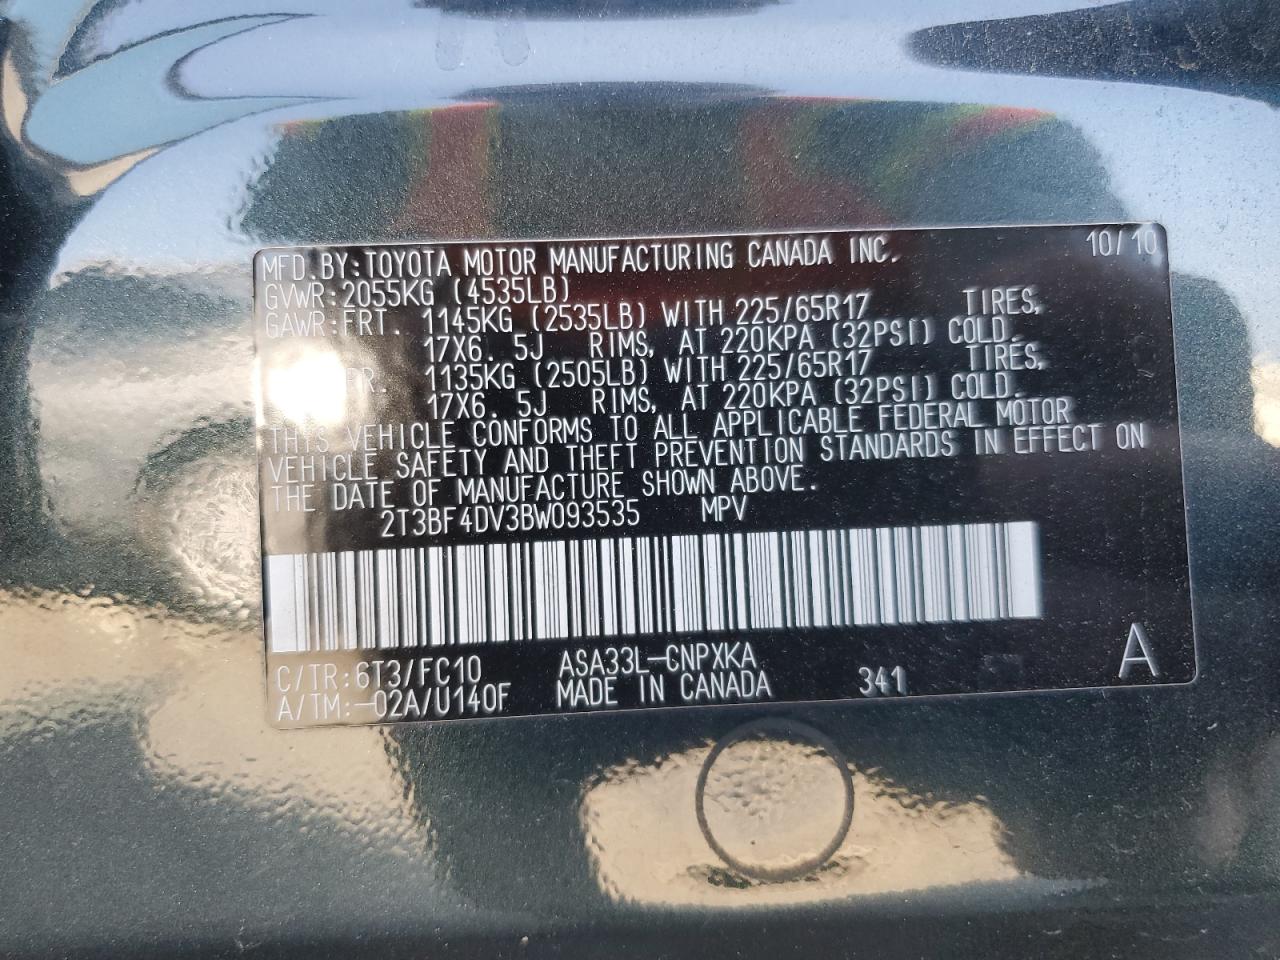 MFD.BY:TOYOTA MOTOR MANUFACTURING CANADA INC. 10/10
GVWR:2055KG (4535LB)
GAWR:FRT. 1145KG (2535LB) WITH 225/65R17 TIRES,
17X6. 5J RIMS, AT 220KPA (32PSI) COLD.
RR. 1135KG (2505LB) WITH 225/65R17 TIRES,
17X6. 5J RIMS, AT 220KPA (32PSI) COLD.
THIS VEHICLE CONFORMS TO ALL APPLICABLE FEDERAL MOTOR
VEHICLE SAFETY AND THEFT PREVENTION STANDARDS IN EFFECT ON
THE DATE OF MANUFACTURE SHOWN ABOVE.
2T3BF4DV3BW093535 MPV
C/TR:6T3/FC10 ASA33L-CNPXKA
A/TM:-02A/U140F MADE IN CANADA 341 A